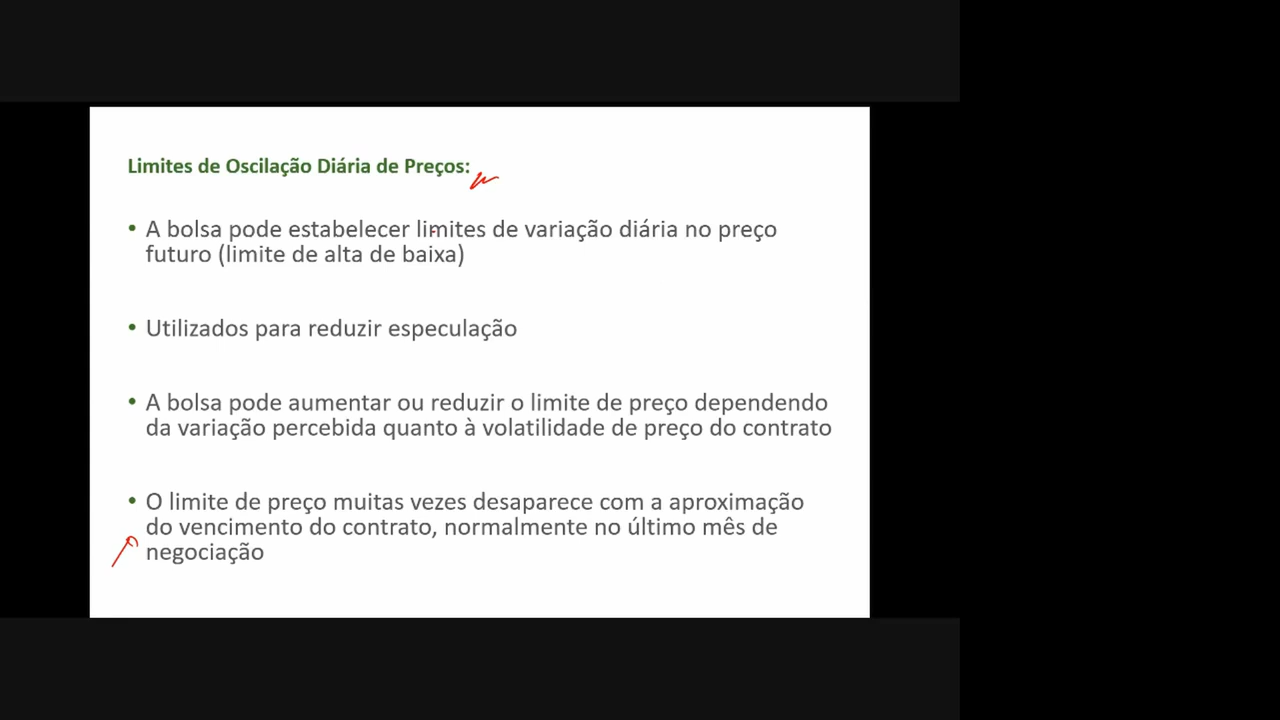 Limites de Oscilação Diária de Preços:
• A bolsa pode estabelecer limites de variação diária no preço
futuro (limite de alta de baixa)
• Utilizados para reduzir especulação
• A bolsa pode aumentar ou reduzir o limite de preço dependendo
da variação percebida quanto à volatilidade de preço do contrato
• O limite de preço muitas vezes desaparece com a aproximação
do vencimento do contrato, normalmente no último mês de
negociação